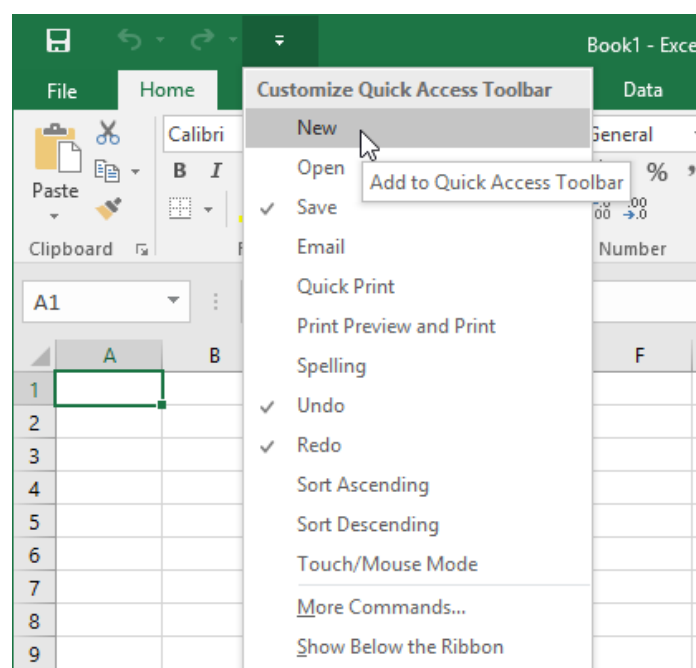 Book1 - Exce
File
Home
Data
Customize Quick Access Toolbar
New
Open
Save
Email
Quick Print
Print Preview and Print
Spelling
Undo
Redo
Sort Ascending
Sort Descending
Touch/Mouse Mode
More Commands...
Show Below the Ribbon
Add to Quick Access Toolbar
Paste
Clipboard
Calibri
B I
General
%
Number
A1
A B F
1
2
3
4
5
6
7
8
9